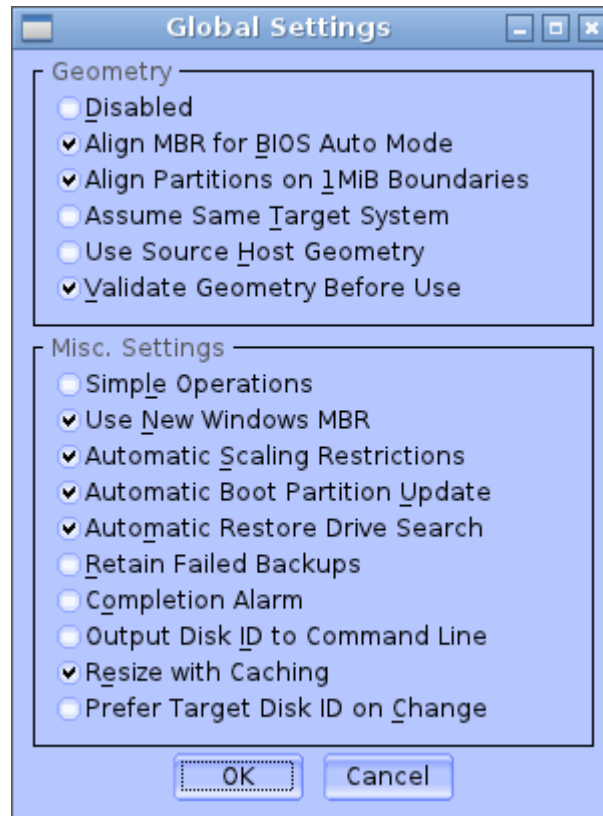 Global Settings
Geometry
Disabled
Align MBR for BIOS Auto Mode
Align Partitions on 1MiB Boundaries
Assume Same Target System
Use Source Host Geometry
Validate Geometry Before Use
Misc. Settings
Simple Operations
Use New Windows MBR
Automatic Scaling Restrictions
Automatic Boot Partition Update
Automatic Restore Drive Search
Retain Failed Backups
Completion Alarm
Output Disk ID to Command Line
Resize with Caching
Prefer Target Disk ID on Change
OK
Cancel